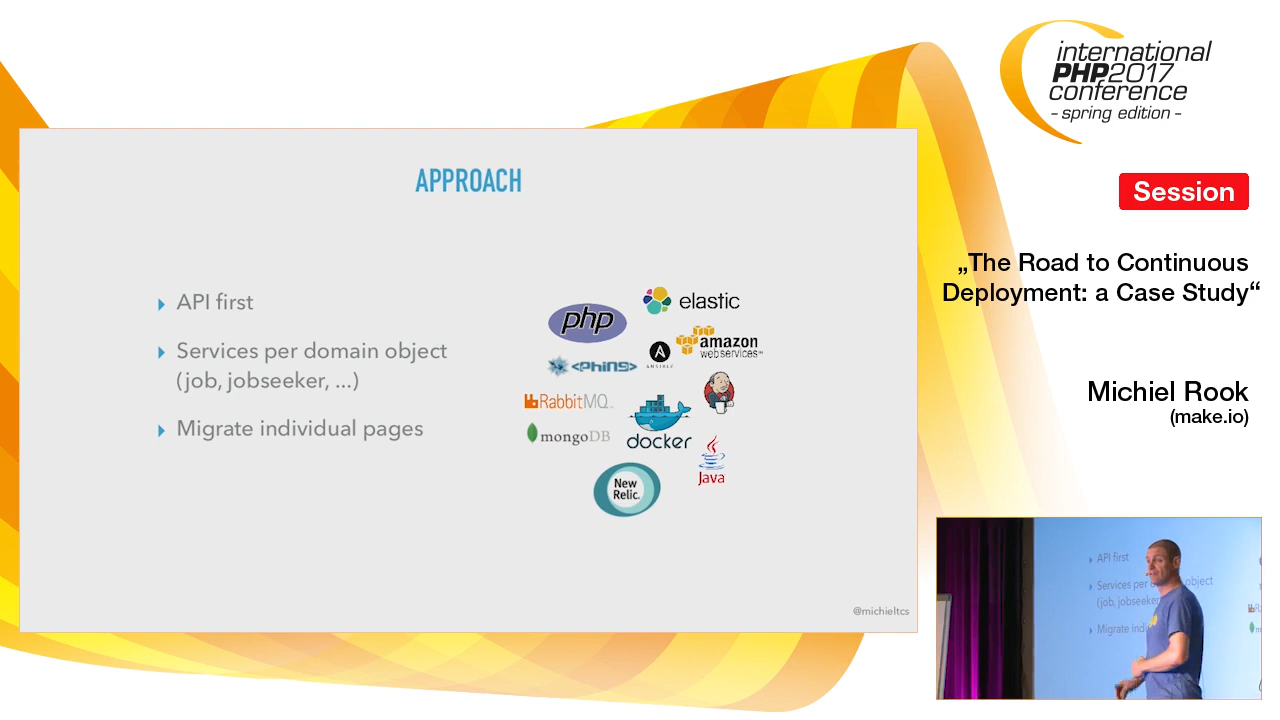 international
PHP2017
conference
- spring edition -
Session
„The Road to Continuous
Deployment: a Case Study“
Michiel Rook
(make.io)
APPROACH
API first
Services per domain object
(job, jobseeker, ...)
Migrate individual pages
elastic
php
amazon
webservices™
ANSIBLE
<PhinG>
RabbitMQ
mongoDB
docker
Java
New
Relic.
@michieltcs
API first
Services per d object
(job, jobseeker
Migrate indi